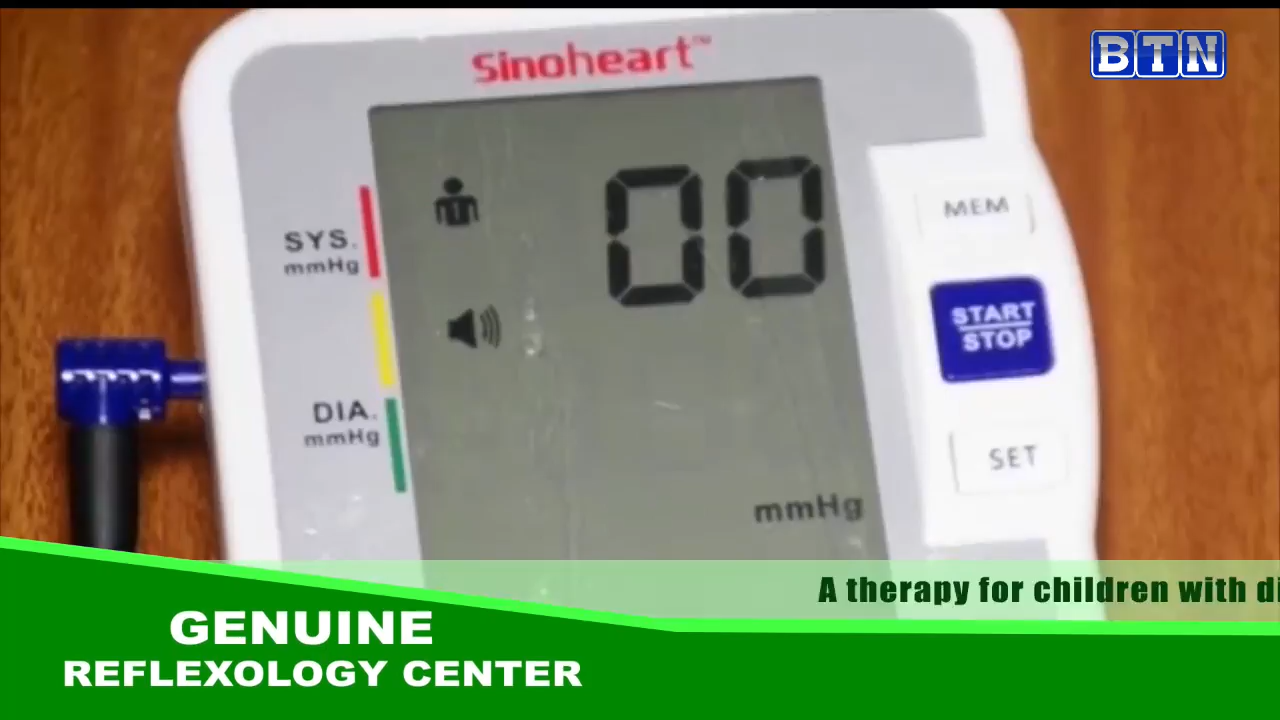 Sinoheart™
BTN
00
SYS.
mmHg
MEM
START
STOP
DIA.
mmHg
SET
mmHg
A therapy for children with
GENUINE
REFLEXOLOGY CENTER